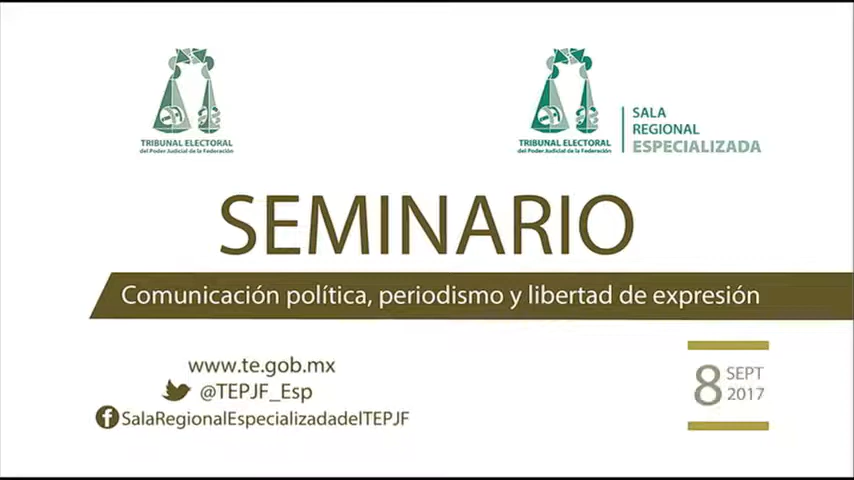 TRIBUNAL ELECTORAL
del Poder Judicial de la Federación
TRIBUNAL ELECTORAL
del Poder Judicial de la Federación
SALA
REGIONAL
ESPECIALIZADA
SEMINARIO
Comunicación política, periodismo y libertad de expresión
www.te.gob.mx
@TEPJF_Esp
SalaRegionalEspecializadadelTEPJF
8 SEPT
2017